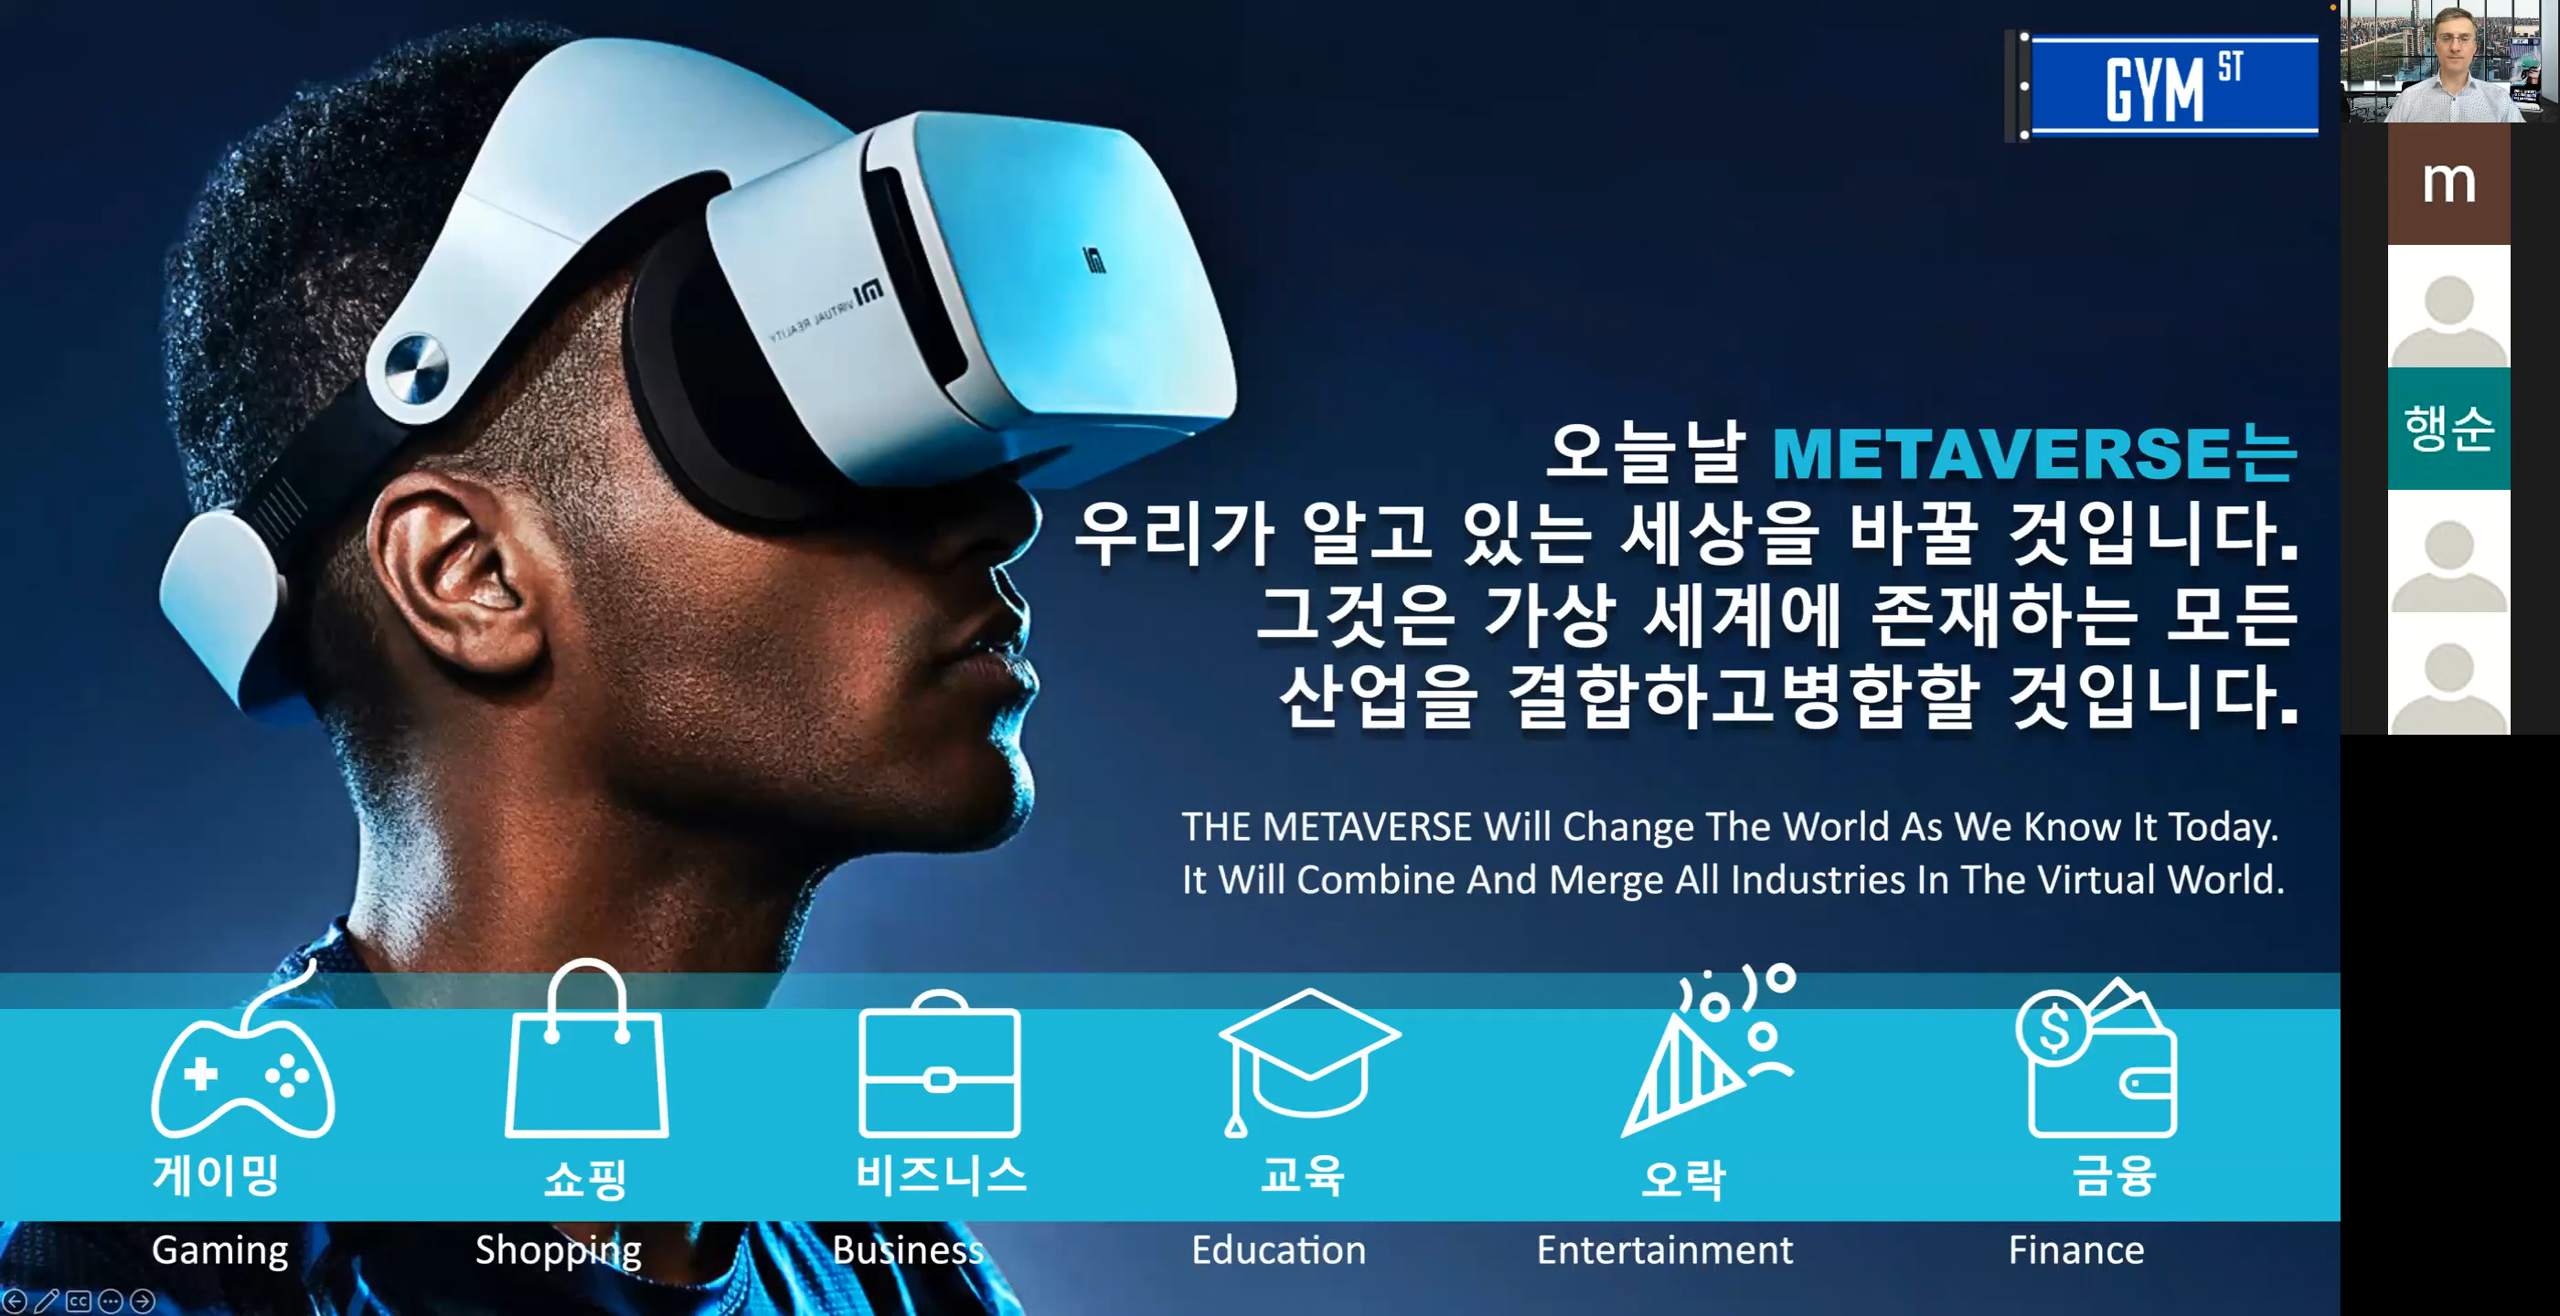 GYM ST
m
행순
MI
MI VIRTUAL REALITY
오늘날 METAVERSE는
우리가 알고 있는 세상을 바꿀 것입니다.
그것은 가상 세계에 존재하는 모든
산업을 결합하고병합할 것입니다.
THE METAVERSE Will Change The World As We Know It Today.
It Will Combine And Merge All Industries In The Virtual World.
$
게이밍
쇼핑
비즈니스
교육
오락
금융
Gaming
Shopping
Business
Education
Entertainment
Finance
CC